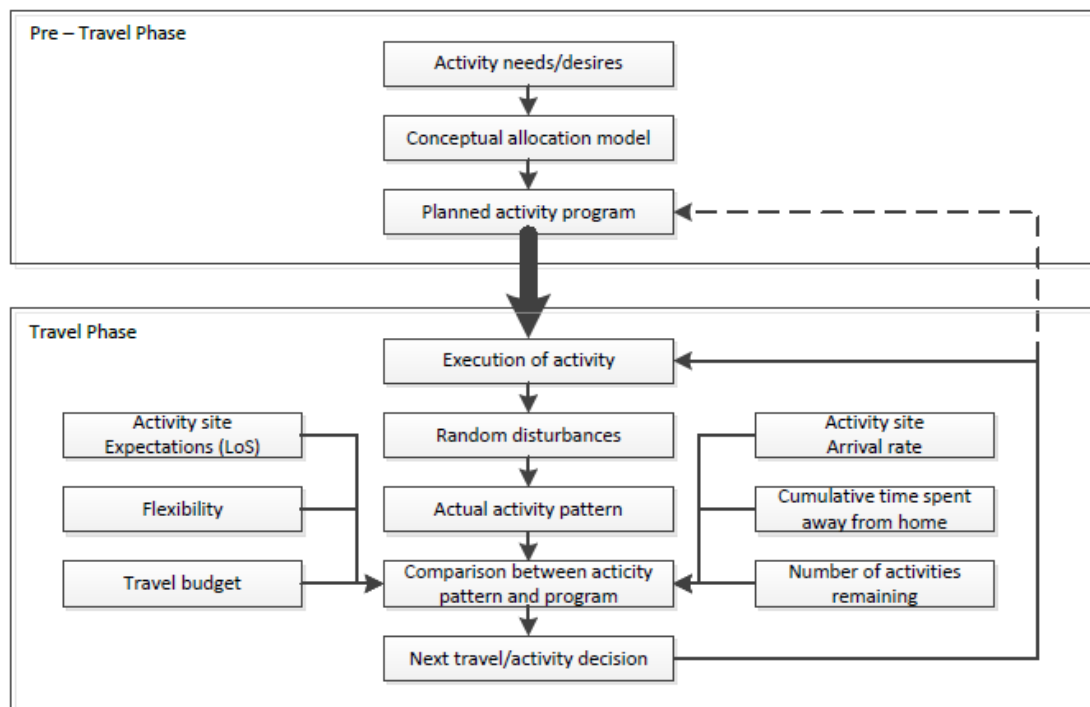 Pre – Travel Phase
Activity needs/desires
Conceptual allocation model
Planned activity program
Travel Phase
Execution of activity
Activity site
Expectations (LoS)
Random disturbances
Activity site
Arrival rate
Flexibility
Actual activity pattern
Cumulative time spent
away from home
Travel budget
Comparison between acticity
pattern and program
Number of activities
remaining
Next travel/activity decision